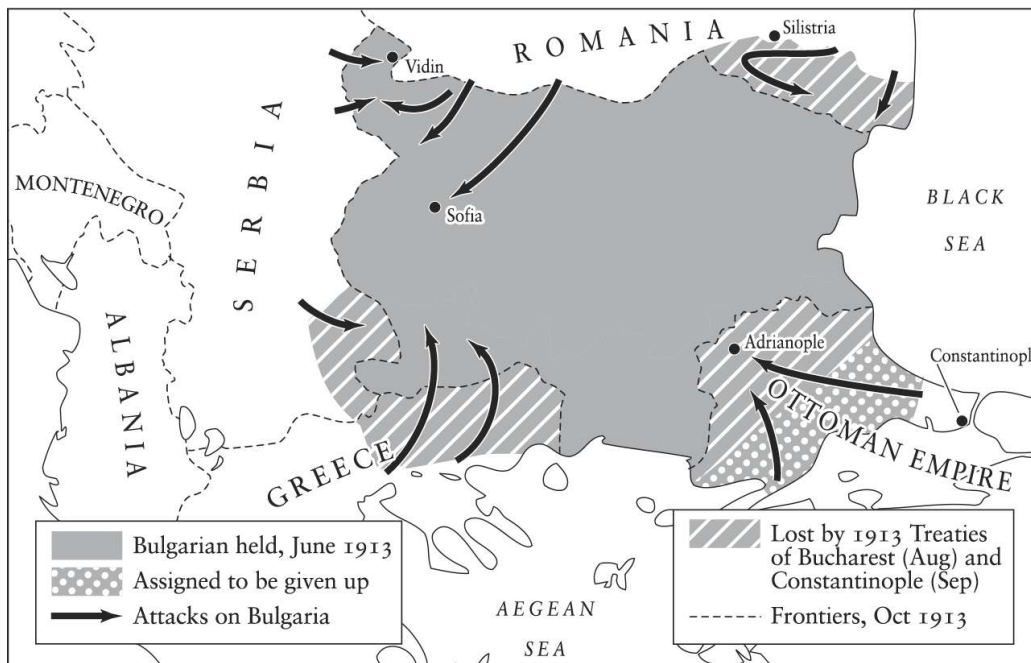 ROMANIA
Silistria
Vidin
SERBIA
MONTENEGRO
Sofia
BLACK
SEA
ALBANIA
Adrianople
Constantinopl
OTTOMAN EMPIRE
GREECE
Bulgarian held, June 1913
Assigned to be given up
Attacks on Bulgaria
AEGEAN
SEA
Lost by 1913 Treaties
of Bucharest (Aug) and
Constantinople (Sep)
Frontiers, Oct 1913